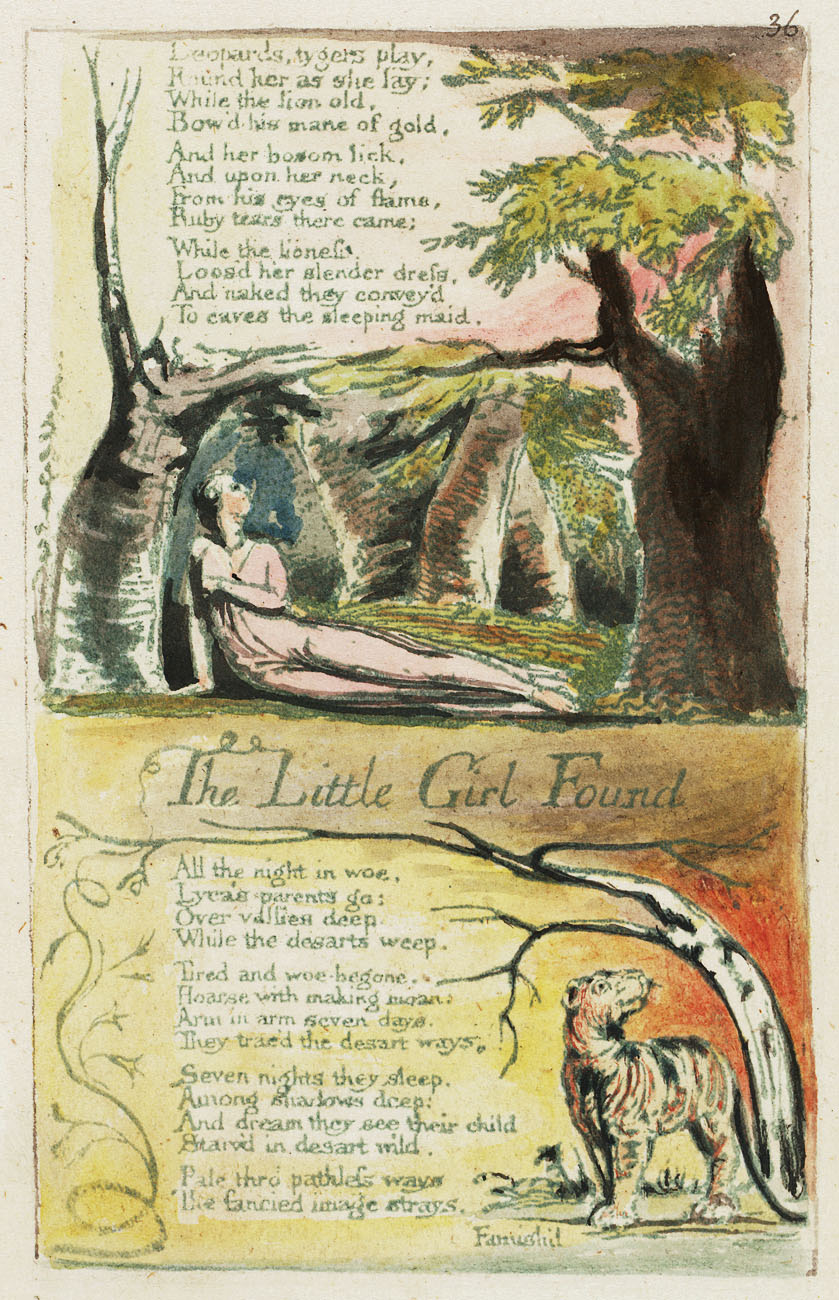 36
Leopards, tygers play,
Round her as she lay;
While the lion old,
Bow'd his mane of gold,
And her bosom lick,
And upon her neck,
From his eyes of flame,
Ruby tears there came;
While the lioneſs,
Loos'd her slender dreſs,
And naked they convey'd
To caves the sleeping maid.
The Little Girl Found
All the night in woe,
Lyca's parents go:
Over vallies deep.
While the desarts weep.
Tired and woe-begone.
Hoarse with making moan:
Arm in arm seven days.
They trac'd the desart ways.
Seven nights they sleep.
Among shadows deep:
And dream they see their child
Starv'd in desart wild.
Pale thro pathleſs ways
The fancied image strays.